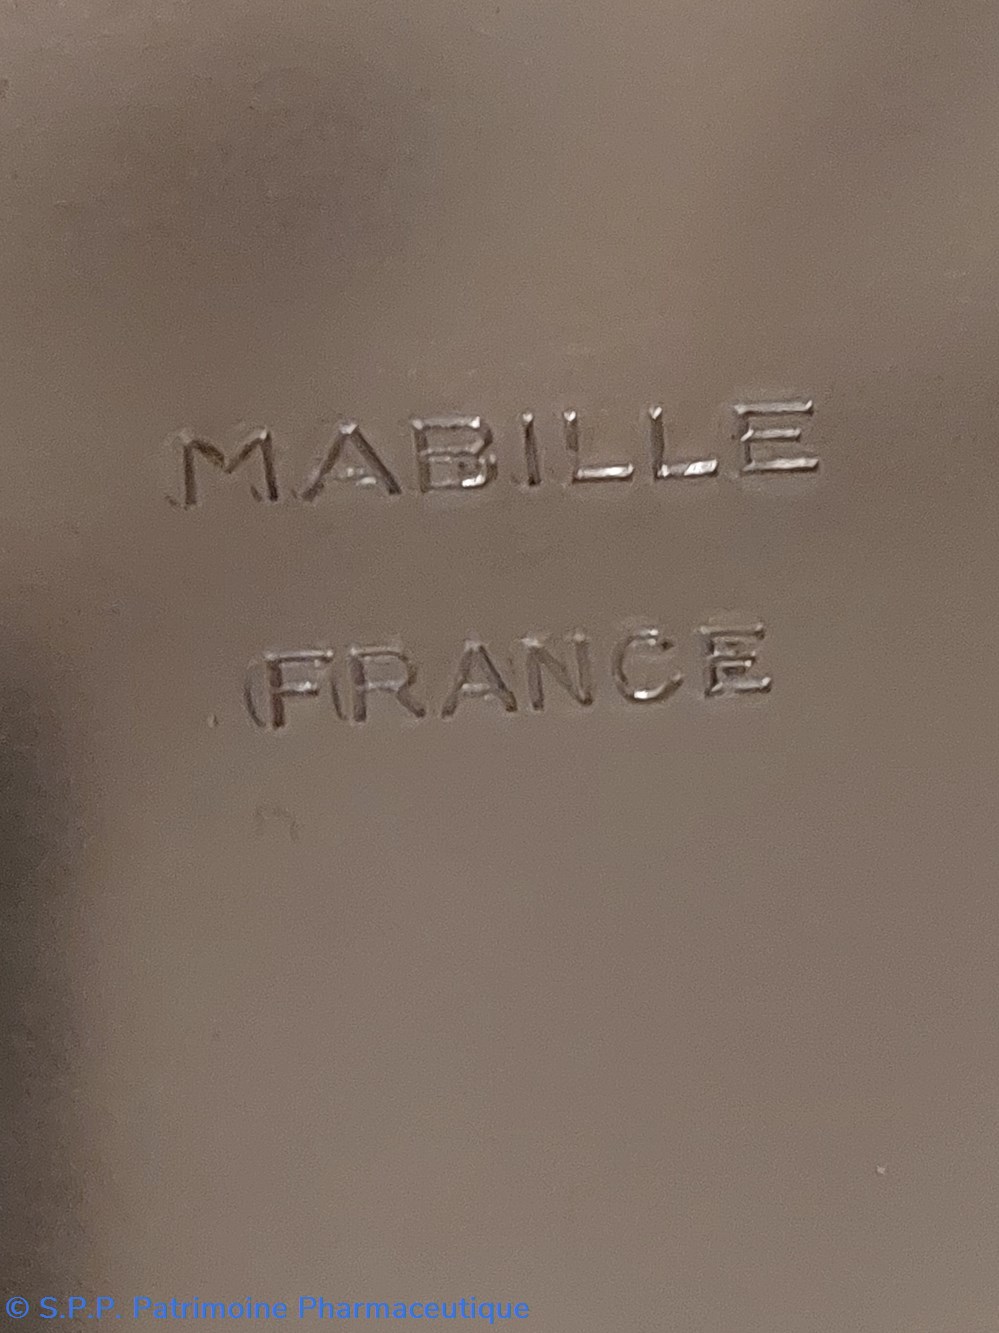 MABILLE
FRANCE
© S.P.P. Patrimoine Pharmaceutique